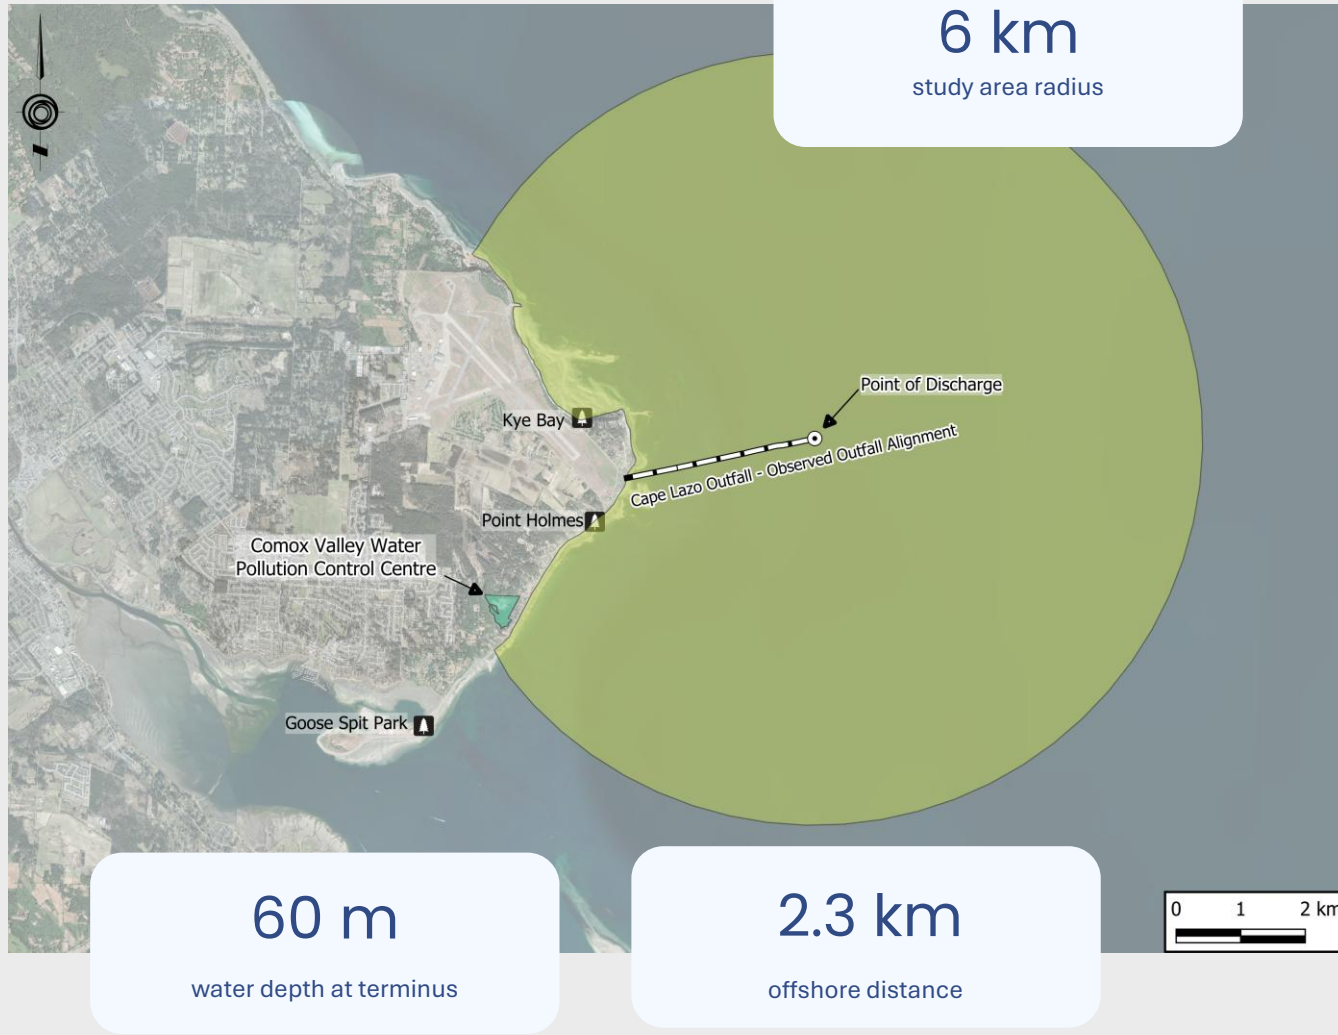 6 km
study area radius
Point of Discharge
Kye Bay
Cape Lazo Outfall - Observed Outfall Alignment
Point Holmes
Comox Valley Water
Pollution Control Centre
Goose Spit Park
60 m
water depth at terminus
2.3 km
offshore distance
0 1 2 km